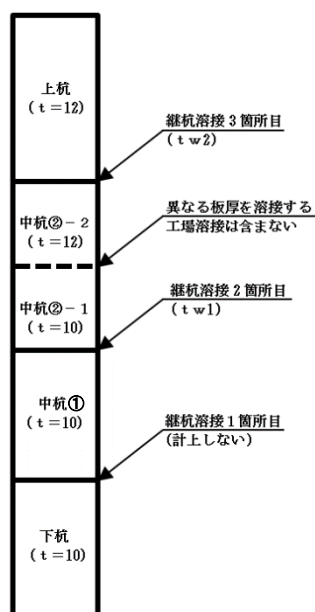 上杭
(t=12)
継杭溶接3箇所目
(tw2)
中杭②-2
(t=12)
異なる板厚を溶接する
工場溶接は含まない
中杭②-1
(t=10)
継杭溶接2箇所目
(tw1)
中杭①
(t=10)
継杭溶接1箇所目
(計上しない)
下杭
(t=10)